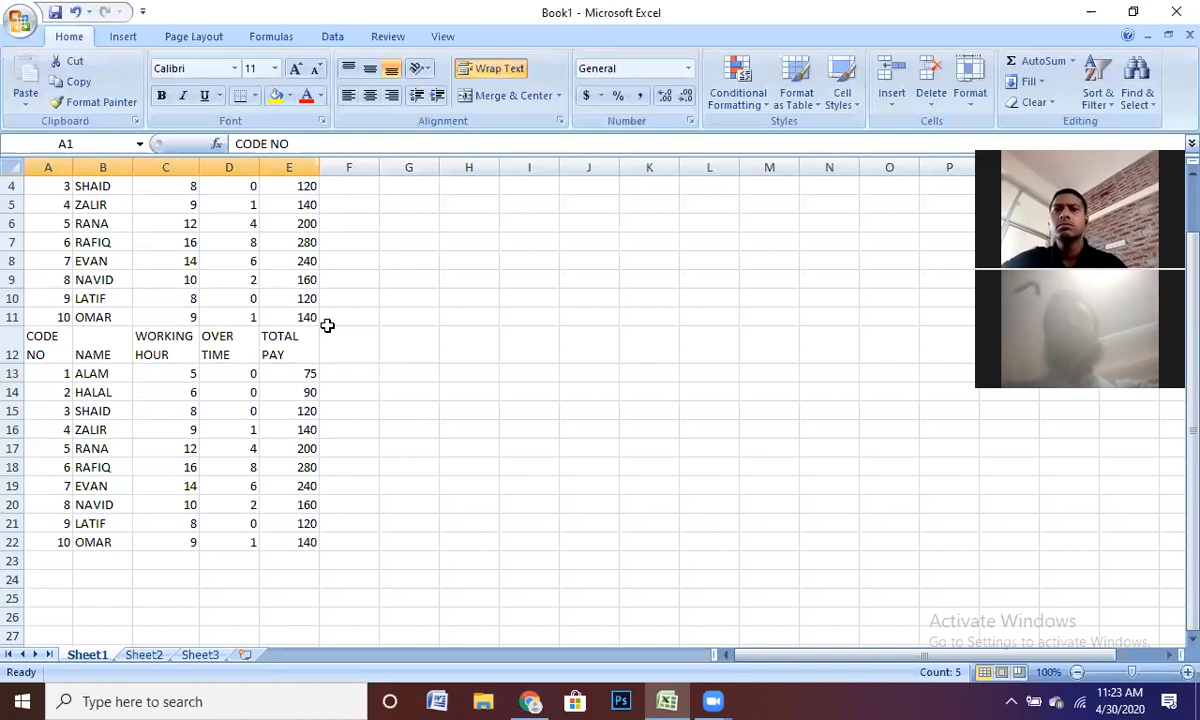 Book1 - Microsoft Excel
Home Insert Page Layout Formulas Data Review View
Paste Cut Copy Format Painter
Clipboard
Calibri 11
B I U
Font
Wrap Text
Merge & Center
Alignment
General
$ % ,
Number
Conditional Formatting
Format as Table
Cell Styles
Styles
Insert Delete Format
Cells
Σ AutoSum
Fill
Clear
Sort & Filter
Find & Select
Editing
A1 fx CODE NO
A B C D E F G H I J K L M N O P
4 3 SHAID 8 0 120
5 4 ZALIR 9 1 140
6 5 RANA 12 4 200
7 6 RAFIQ 16 8 280
8 7 EVAN 14 6 240
9 8 NAVID 10 2 160
10 9 LATIF 8 0 120
11 10 OMAR 9 1 140
CODE WORKING OVER TOTAL
12 NO NAME HOUR TIME PAY
13 1 ALAM 5 0 75
14 2 HALAL 6 0 90
15 3 SHAID 8 0 120
16 4 ZALIR 9 1 140
17 5 RANA 12 4 200
18 6 RAFIQ 16 8 280
19 7 EVAN 14 6 240
20 8 NAVID 10 2 160
21 9 LATIF 8 0 120
22 10 OMAR 9 1 140
23
24
25
26
27
Activate Windows
Go to Settings to activate Windows.
Sheet1 Sheet2 Sheet3
Ready Count: 5 100%
Type here to search
11:23 AM
4/30/2020